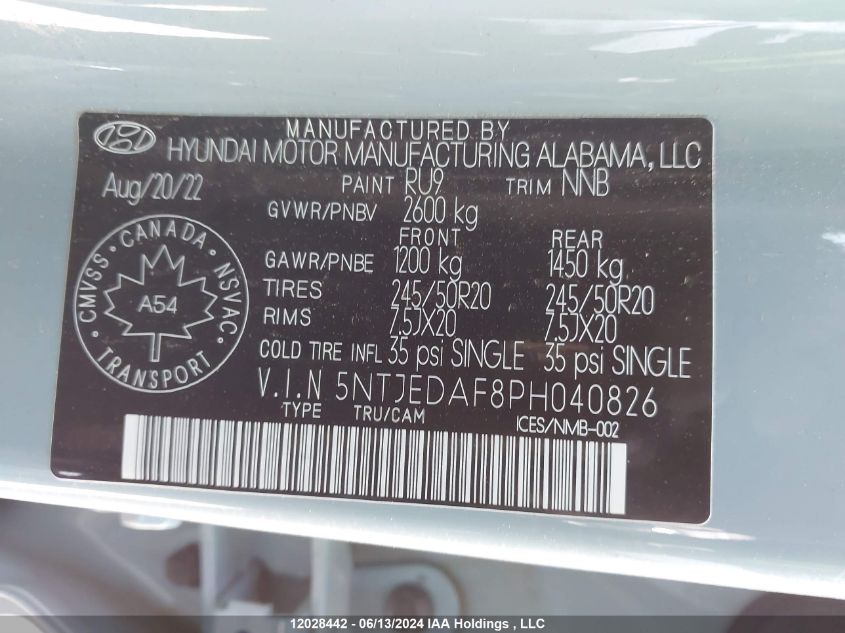 MANUFACTURED BY
HYUNDAI MOTOR MANUFACTURING ALABAMA, LLC
Aug/20/22 PAINT RU9 TRIM NNB
GVWR/PNBV 2600 kg
FRONT REAR
GAWR/PNBE 1200 kg 1450 kg
TIRES 245/50R20 245/50R20
RIMS 7.5JX20 7.5JX20
COLD TIRE INFL 35 psi SINGLE 35 psi SINGLE
V.I.N 5NTJEDAF8PH040826
TYPE TRU/CAM ICES/NMB-002
CMVSS · CANADA · NSVAC · TRANSPORT ·
A54
12028442 - 06/13/2024 IAA Holdings , LLC